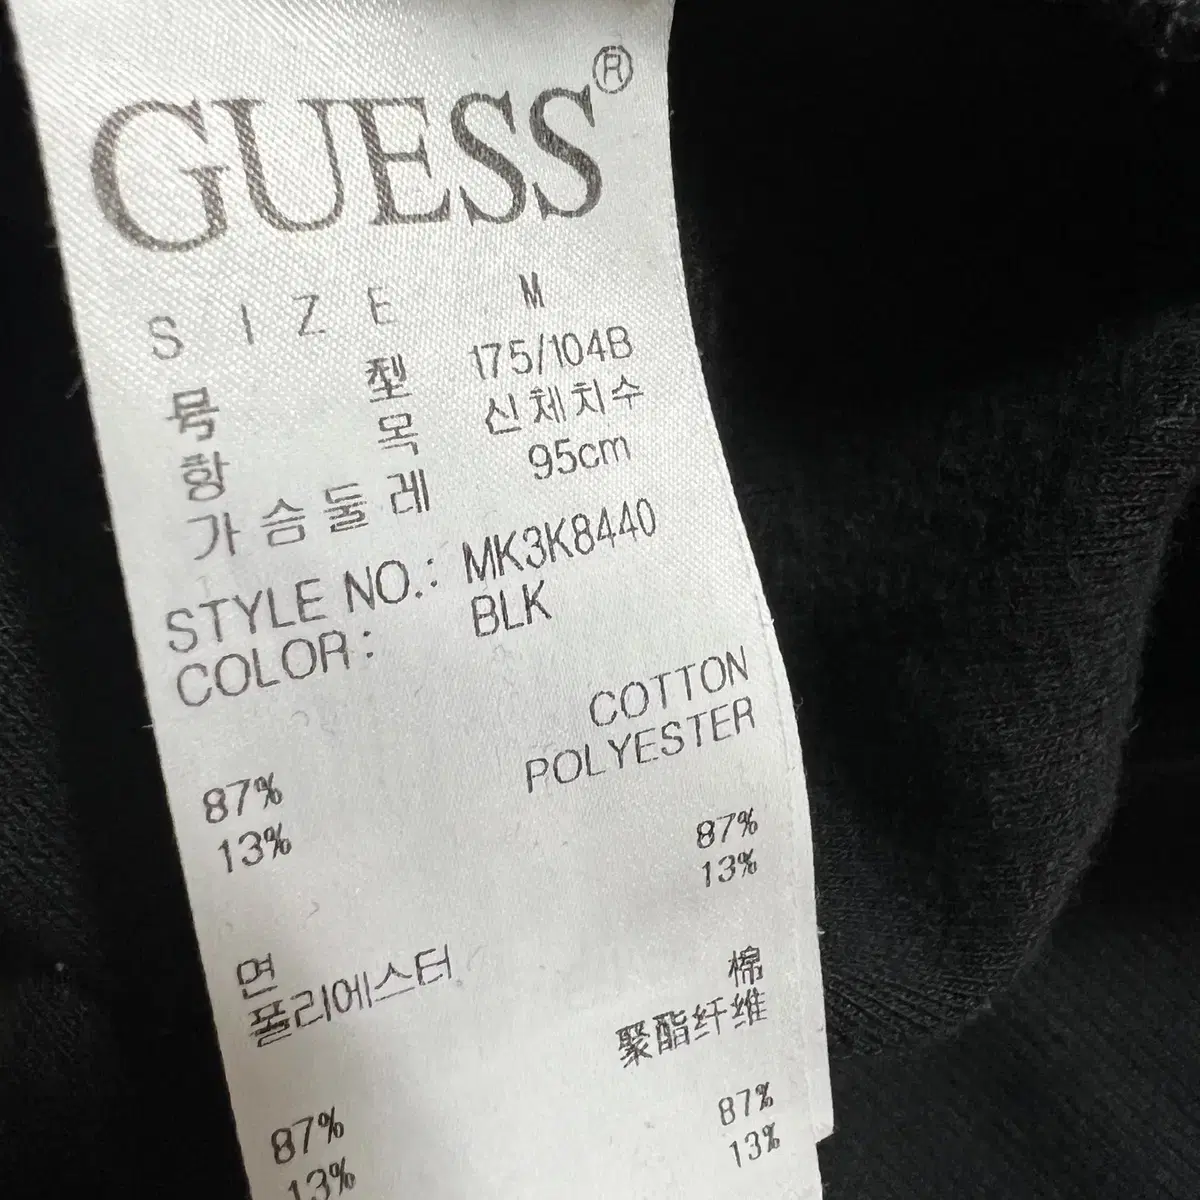 GUESS®
SIZE M
号 型 175/104B
항 목 신체치수
가슴둘레 95cm
STYLE NO.: MK3K8440
COLOR: BLK
COTTON
POLYESTER
87%
13%
87%
13%
면
폴리에스터
棉
聚酯纤维
87%
13%
87%
13%